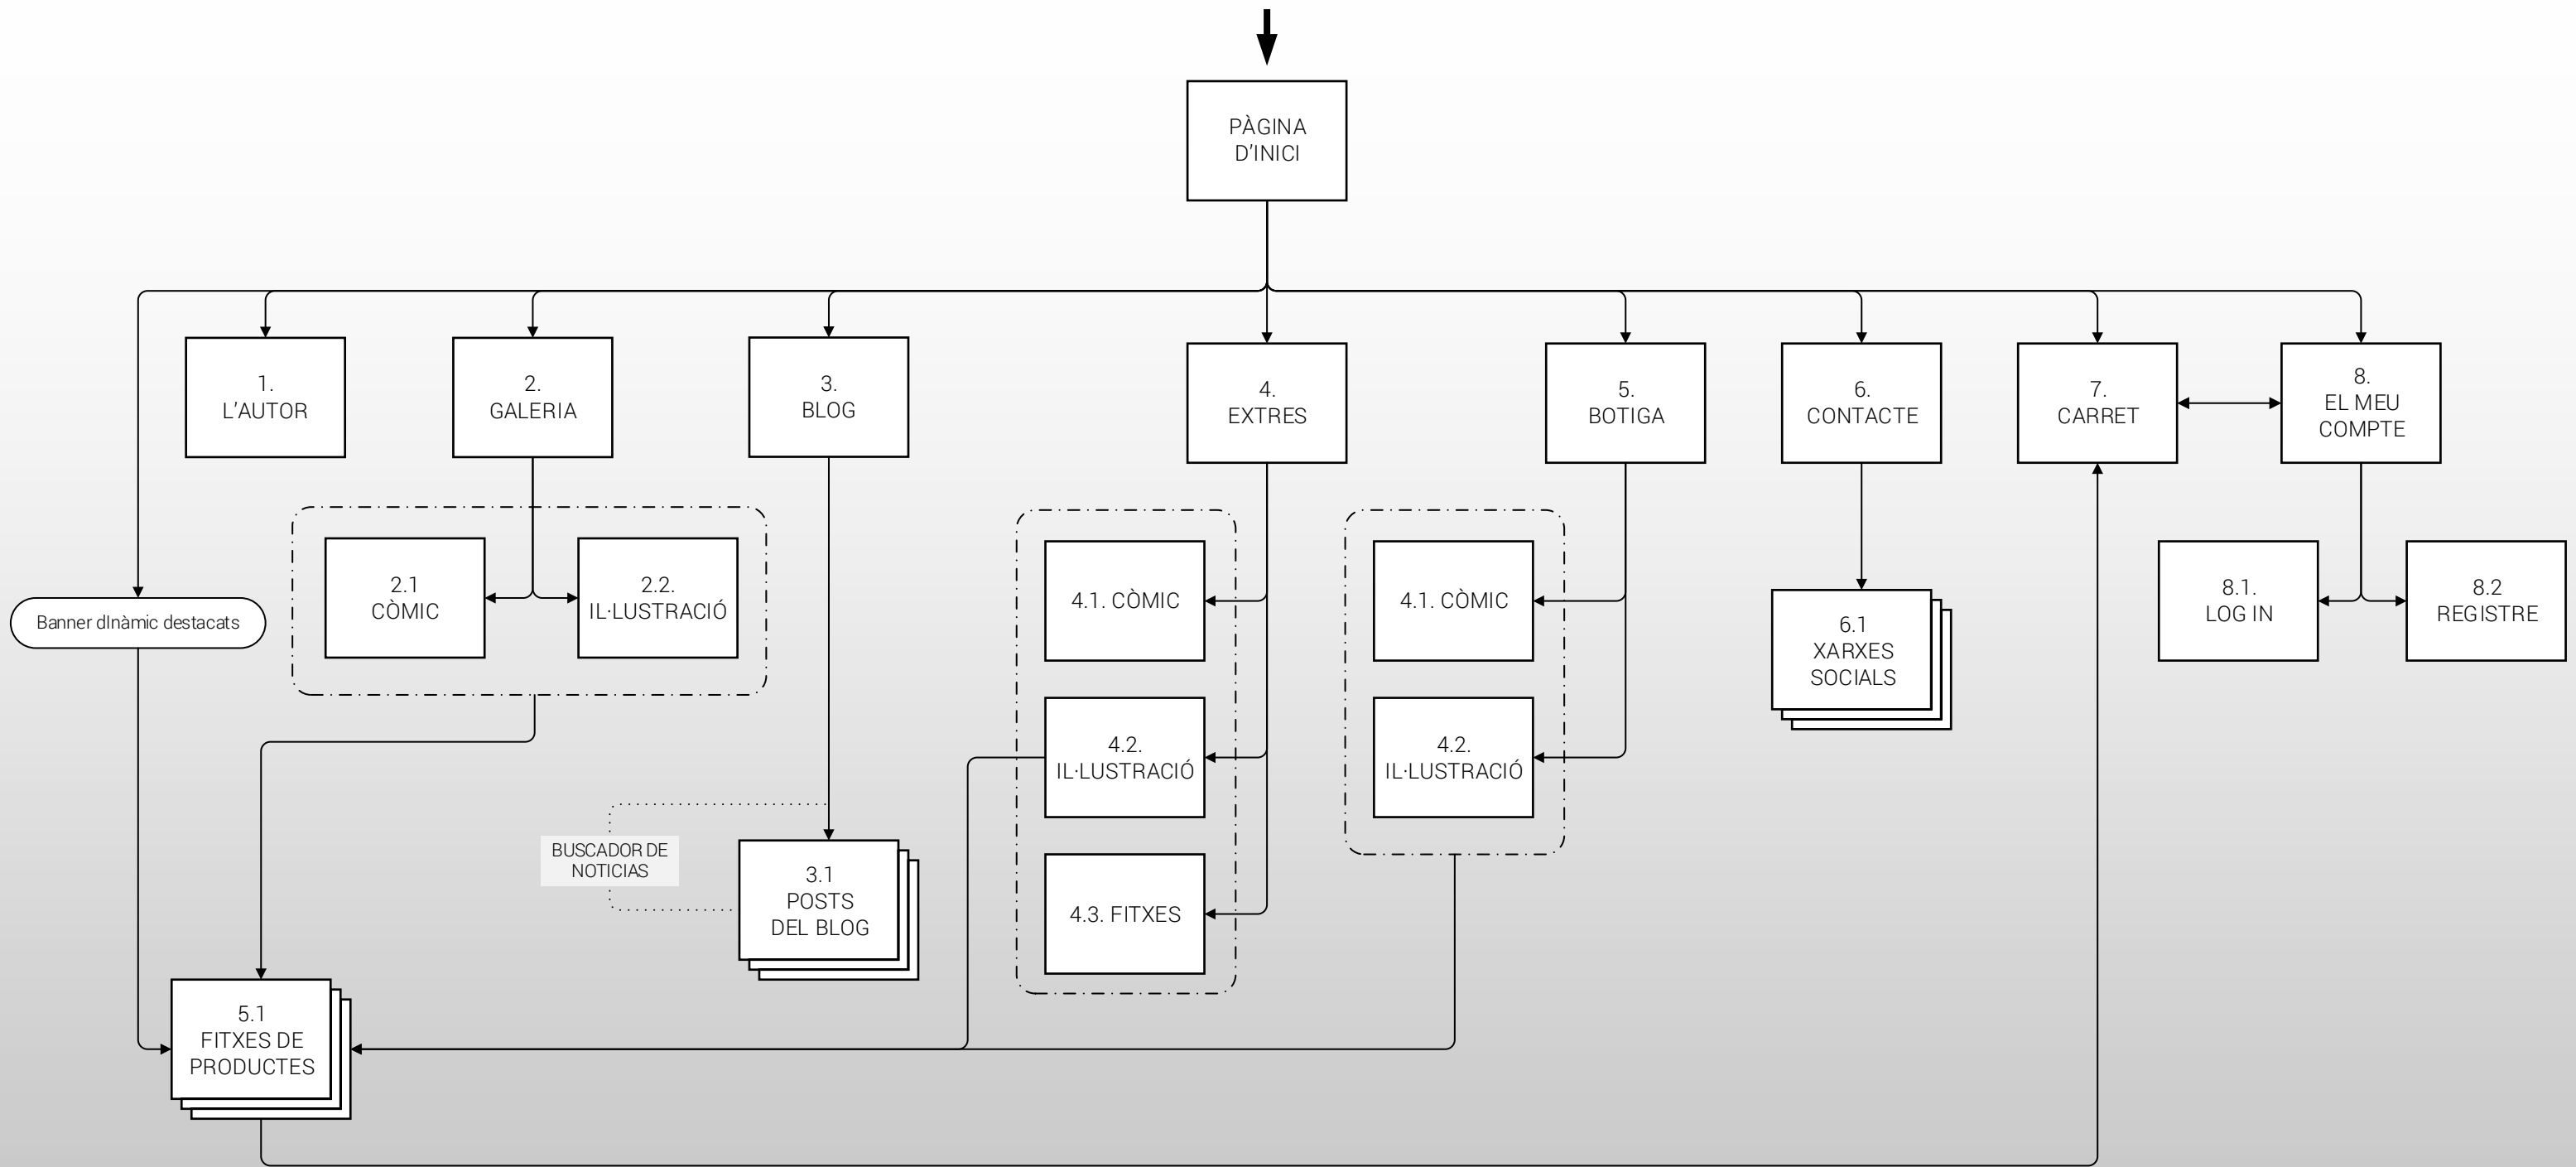 PÀGINA
D'INICI
1.
L'AUTOR
2.
GALERIA
3.
BLOG
4.
EXTRES
5.
BOTIGA
6.
CONTACTE
7.
CARRET
8.
EL MEU
COMPTE
Banner dInàmic destacats
2.1
CÒMIC
2.2.
IL·LUSTRACIÓ
4.1. CÒMIC
4.1. CÒMIC
6.1
XARXES
SOCIALS
8.1.
LOG IN
8.2
REGISTRE
4.2.
IL·LUSTRACIÓ
4.2.
IL·LUSTRACIÓ
BUSCADOR DE
NOTICIAS
3.1
POSTS
DEL BLOG
4.3. FITXES
5.1
FITXES DE
PRODUCTES